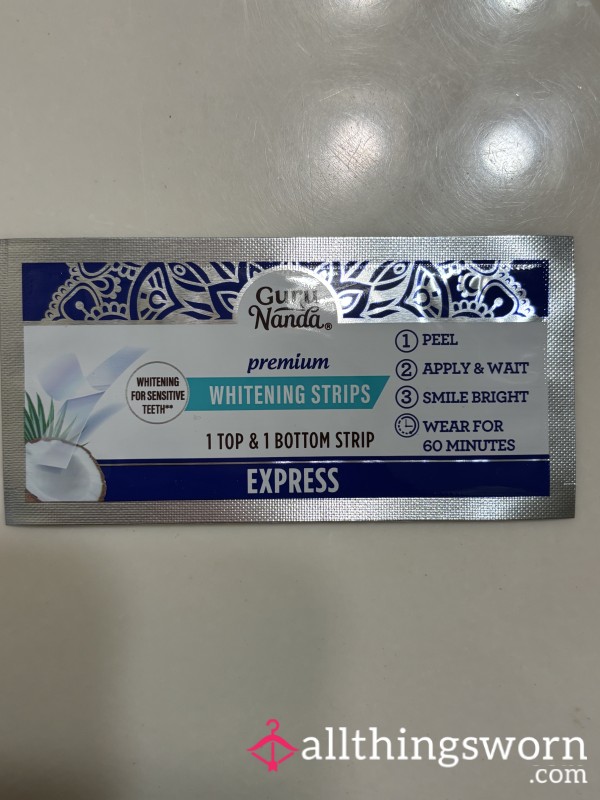 Guru
Nanda®
premium
WHITENING STRIPS
WHITENING
FOR SENSITIVE
TEETH**
1 TOP & 1 BOTTOM STRIP
1 PEEL
2 APPLY & WAIT
3 SMILE BRIGHT
WEAR FOR
60 MINUTES
EXPRESS
allthingsworn
.com